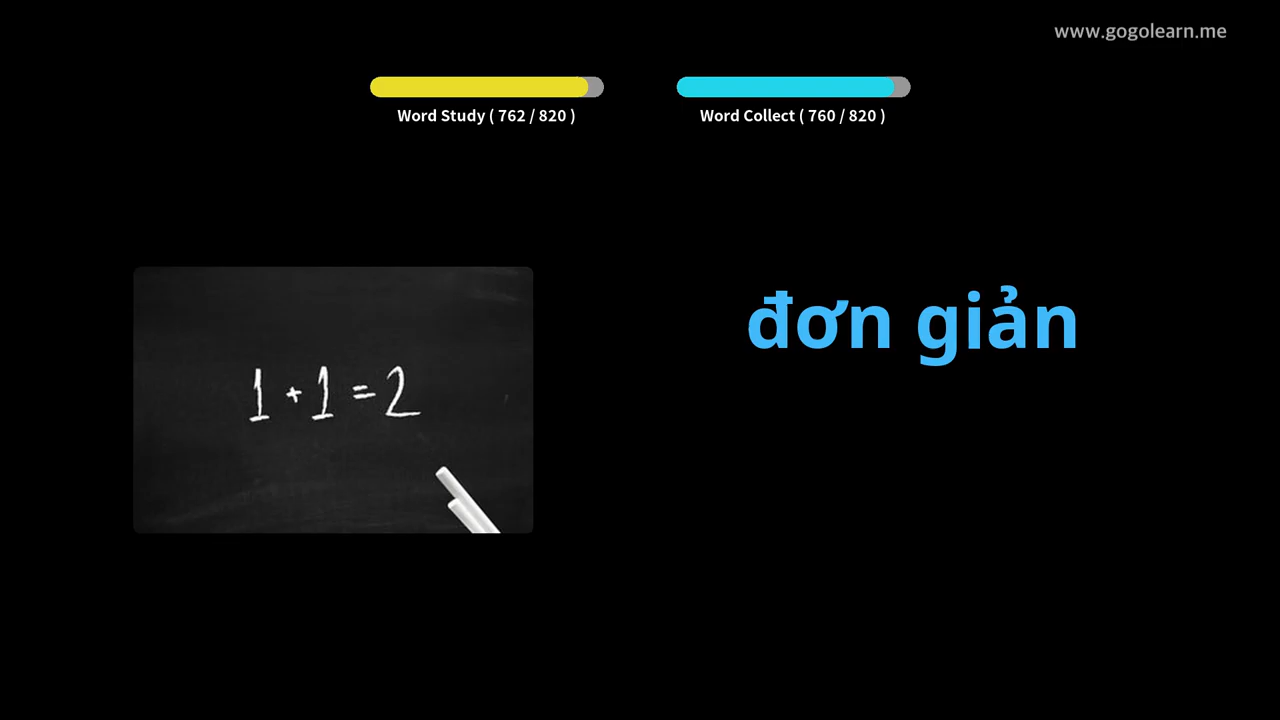 www.gogolearn.me
Word Study ( 762 / 820 )
Word Collect ( 760 / 820 )
đơn giản
1 + 1 = 2